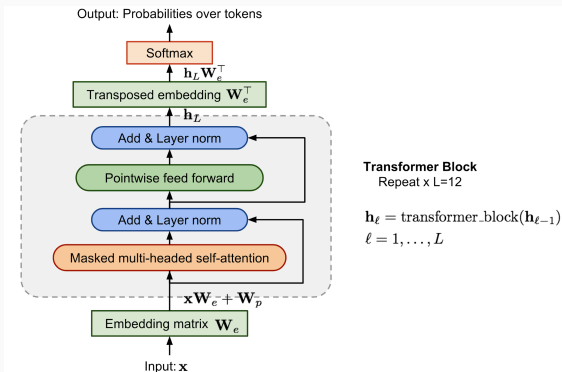 Output: Probabilities over tokens
Softmax
𝐡_L𝐖_e^⊤
Transposed embedding 𝐖_e^⊤
𝐡_L
Add & Layer norm
Pointwise feed forward
Add & Layer norm
Masked multi-headed self-attention
𝐱𝐖_e + 𝐖_p
Embedding matrix 𝐖_e
Input: 𝐱
Transformer Block
Repeat x L=12
𝐡_ℓ = transformer_block(𝐡_{ℓ−1})
ℓ = 1, . . . , L